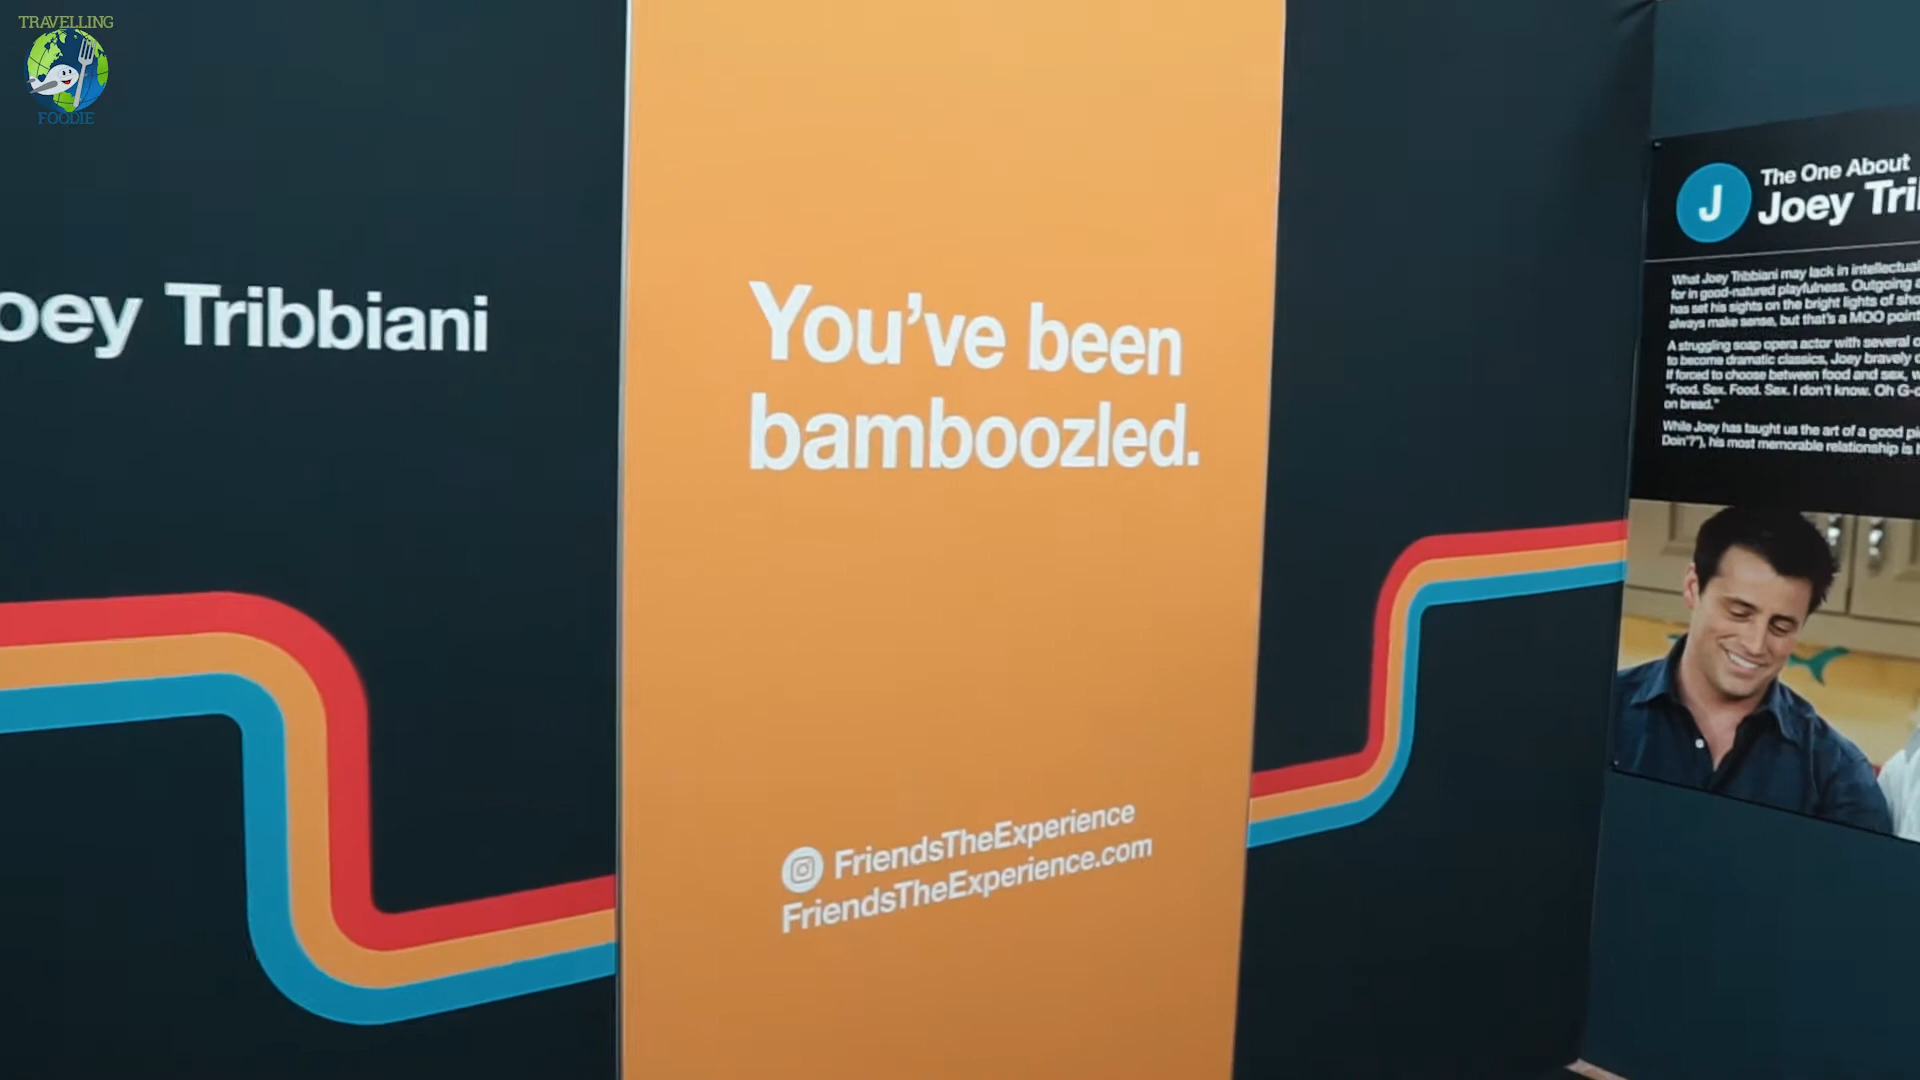 TRAVELLING
FOODIE
oey Tribbiani
You've been
bamboozled.
FriendsTheExperience
FriendsTheExperience.com
J
The One About
Joey Tri
What Joey Tribbiani may lack in intellectual
for in good-natured playfulness. Outgoing a
has set his sights on the bright lights of sho
always make sense, but that's a MOO point
A struggling soap opera actor with several o
to become dramatic classics, Joey bravely
If forced to choose between food and sex, w
"Food. Sex. Food. Sex. I don't know. Oh G-
on bread."
While Joey has taught us the art of a good pi
Doin'?"), his most memorable relationship is